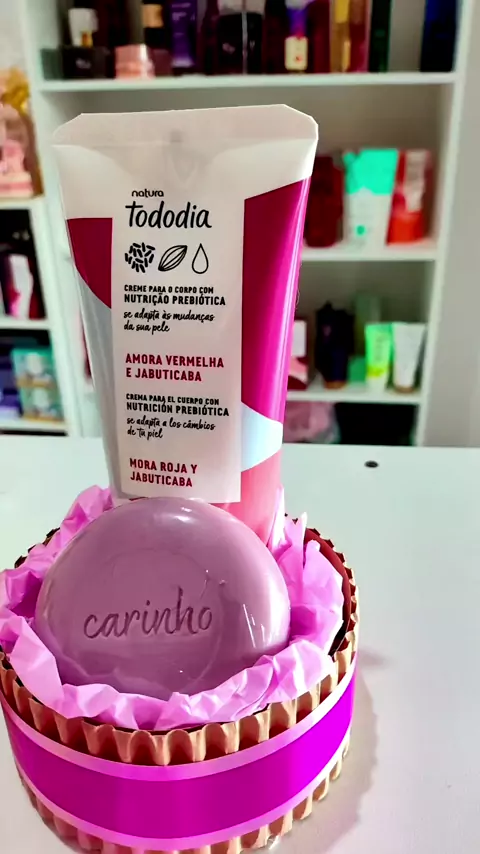 natura
Tododia
CREME PARA O CORPO COM
NUTRIÇÃO PREBIÓTICA
se adapta às mudanças
da sua pele
AMORA VERMELHA
E JABUTICABA
CREMA PARA EL CUERPO CON
NUTRICIÓN PREBIÓTICA
se adapta a los cámbios
de tu piel
MORA ROJA Y
JABUTICABA
carinho